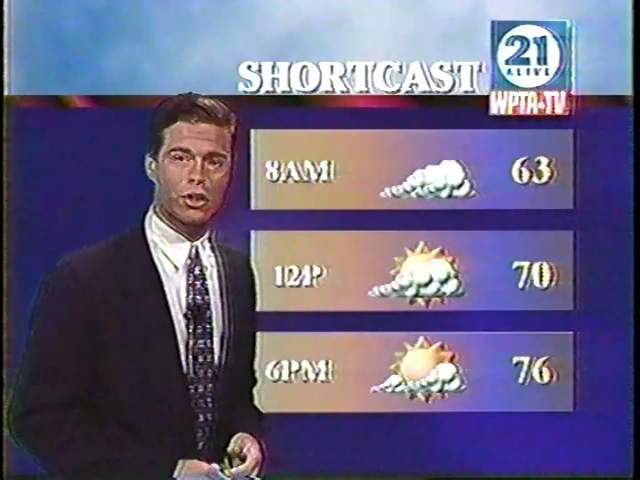 21
ALIVE
SHORTCAST
WPTA-TV
8AM 63
12P 70
6PM 76